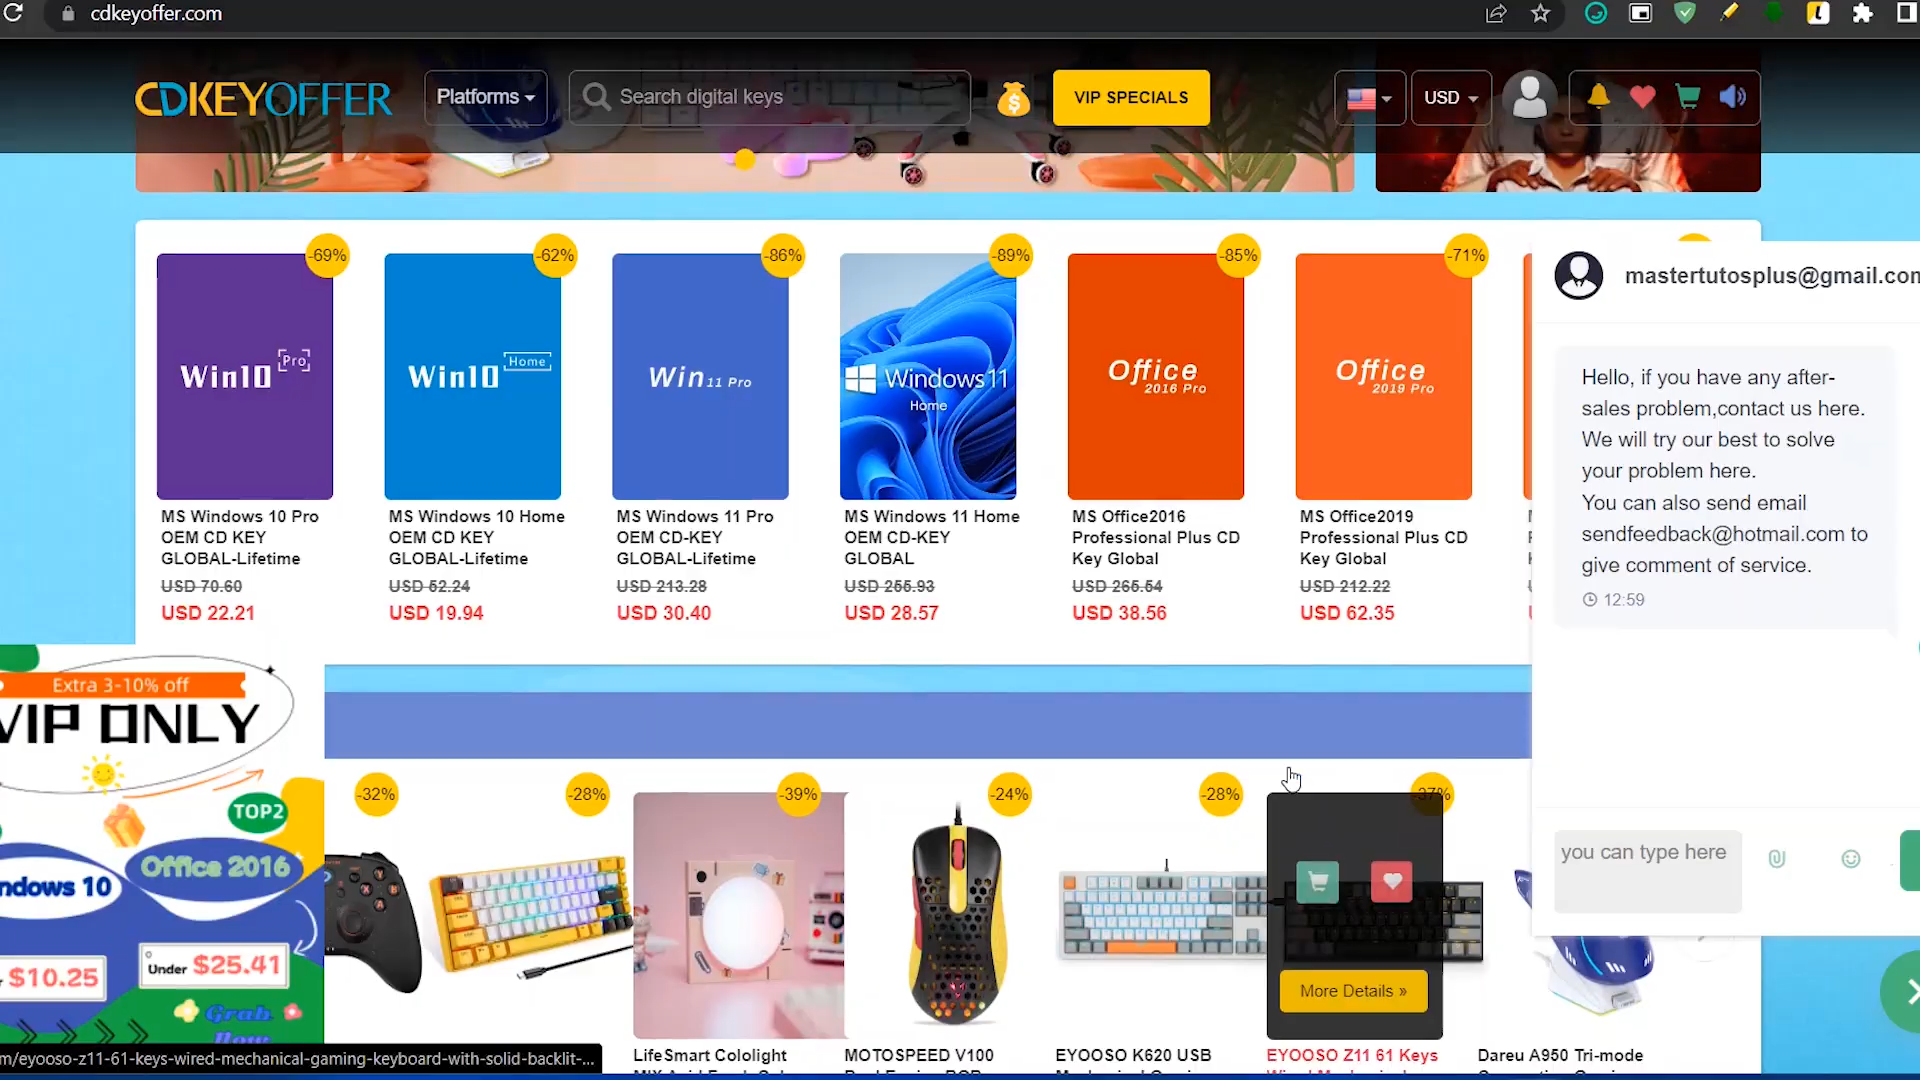 cdkeyoffer.com
CDKEYOFFER
Platforms
Search digital keys
VIP SPECIALS
USD
-69%
-62%
-86%
-89%
-85%
-71%
Win10 Pro
Win10 Home
Win 11 Pro
Windows 11
Home
Office
2016 Pro
Office
2019 Pro
MS Windows 10 Pro
OEM CD KEY
GLOBAL-Lifetime
USD 70.60
USD 22.21
MS Windows 10 Home
OEM CD KEY
GLOBAL-Lifetime
USD 52.24
USD 19.94
MS Windows 11 Pro
OEM CD-KEY
GLOBAL-Lifetime
USD 213.28
USD 30.40
MS Windows 11 Home
OEM CD-KEY
GLOBAL
USD 255.93
USD 28.57
MS Office2016
Professional Plus CD
Key Global
USD 265.54
USD 38.56
MS Office2019
Professional Plus CD
Key Global
USD 212.22
USD 62.35
mastertutosplus@gmail.con
Hello, if you have any after-
sales problem,contact us here.
We will try our best to solve
your problem here.
You can also send email
sendfeedback@hotmail.com to
give comment of service.
12:59
you can type here
Extra 3-10% off
VIP ONLY
TOP2
ndows 10
Office 2016
$10.25
Under $25.41
Grab
Now
-32%
-28%
-39%
-24%
-28%
-37%
More Details »
LifeSmart Cololight
MOTOSPEED V100
EYOOSO K620 USB
EYOOSO Z11 61 Keys
Dareu A950 Tri-mode
m/eyooso-z11-61-keys-wired-mechanical-gaming-keyboard-with-solid-backlit-...